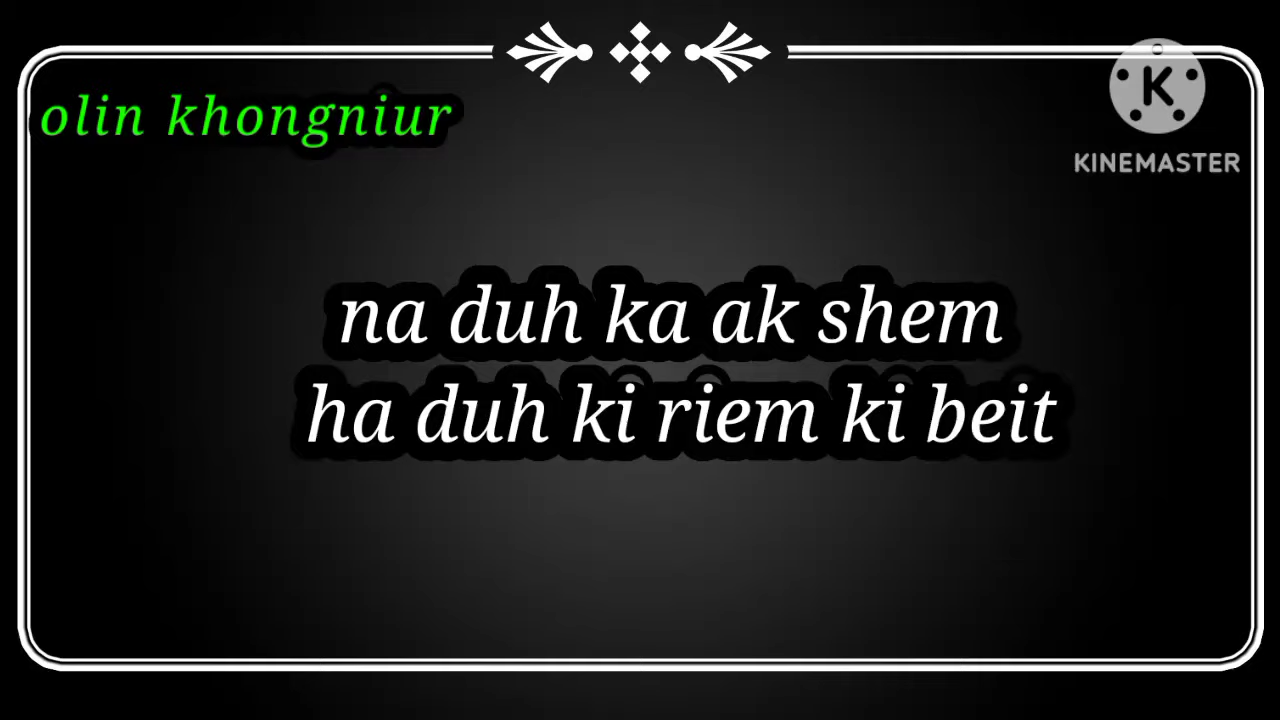 olin khongniur
K
KINEMASTER
na duh ka ak shem
ha duh ki riem ki beit